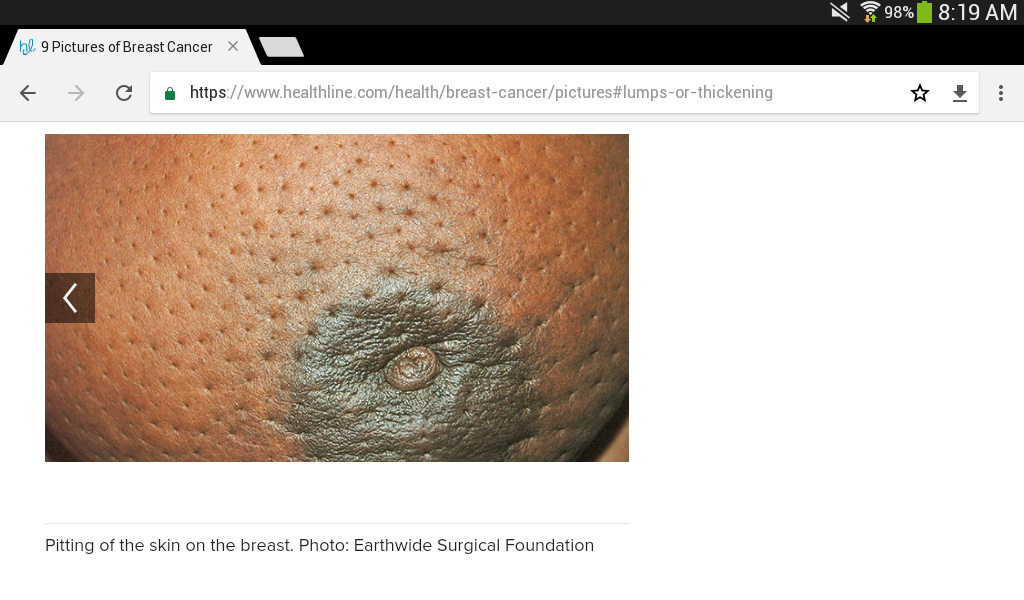 98% 8:19 AM
9 Pictures of Breast Cancer
https://www.healthline.com/health/breast-cancer/pictures#lumps-or-thickening
Pitting of the skin on the breast. Photo: Earthwide Surgical Foundation